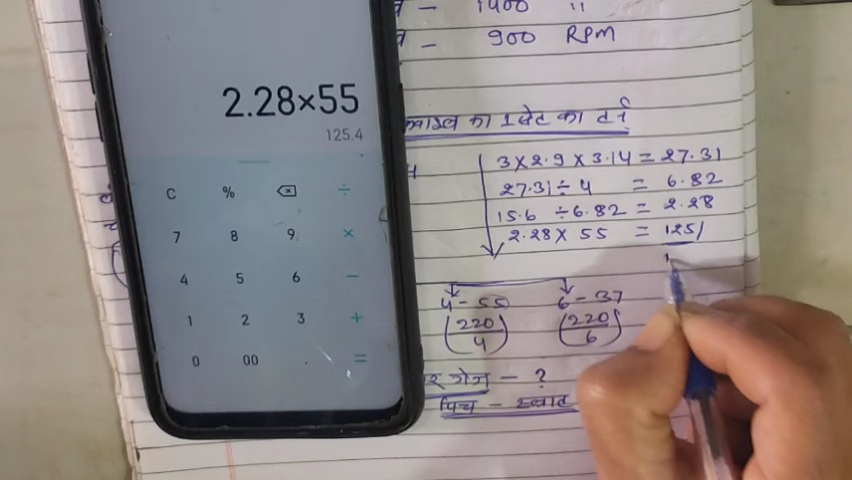 2.28×55
125.4
C %
÷
7 8 9 ×
4 5 6 −
1 2 3 +
0 00 =
- 1400 "
- 900 RPM
का 1 सेट का टर्न
3 X 2.9 X 3.14 = 27.31
27.31 ÷ 4 = 6.82
15.6 ÷ 6.82 = 2.28
2.28 X 55 = 125/
4 - 55 6 - 37
(220/4) (220/6)
गेज - ?
पिच - स्लाट